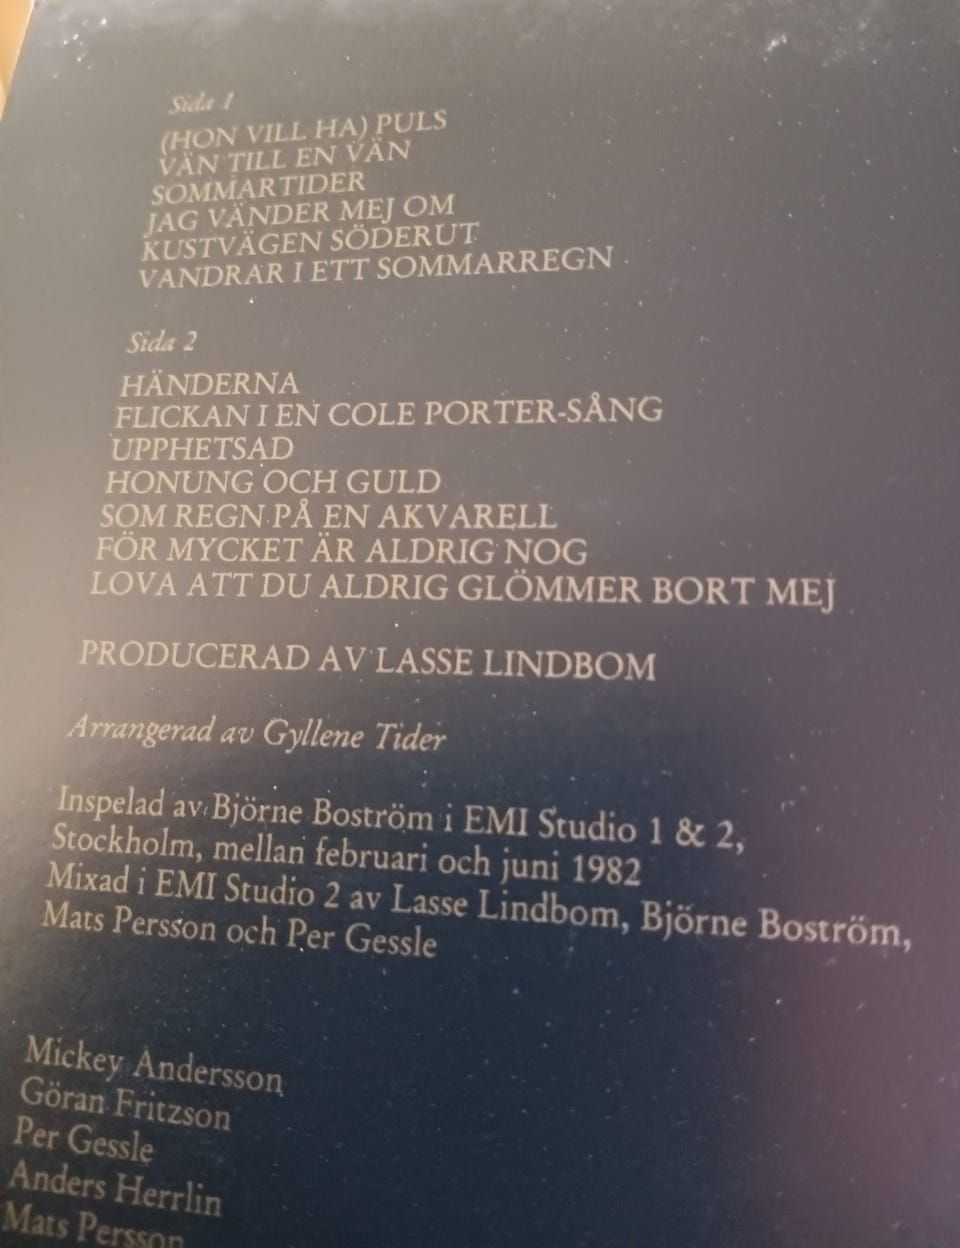 Sida 1
(HON VILL HA) PULS
VÄN TILL EN VÄN
SOMMARTIDER
JAG VÄNDER MEJ OM
KUSTVÄGEN SÖDERUT
VANDRAR I ETT SOMMARREGN
Sida 2
HÄNDERNA
FLICKAN I EN COLE PORTER-SÅNG
UPPHETSAD
HONUNG OCH GULD
SOM REGN PÅ EN AKVARELL
FÖR MYCKET ÄR ALDRIG NOG
LOVA ATT DU ALDRIG GLÖMMER BORT MEJ
PRODUCERAD AV LASSE LINDBOM
Arrangerad av Gyllene Tider
Inspelad av Björne Boström i EMI Studio 1 & 2,
Stockholm, mellan februari och juni 1982
Mixad i EMI Studio 2 av Lasse Lindbom, Björne Boström,
Mats Persson och Per Gessle
Mickey Andersson
Göran Fritzson
Per Gessle
Anders Herrlin
Mats Persson